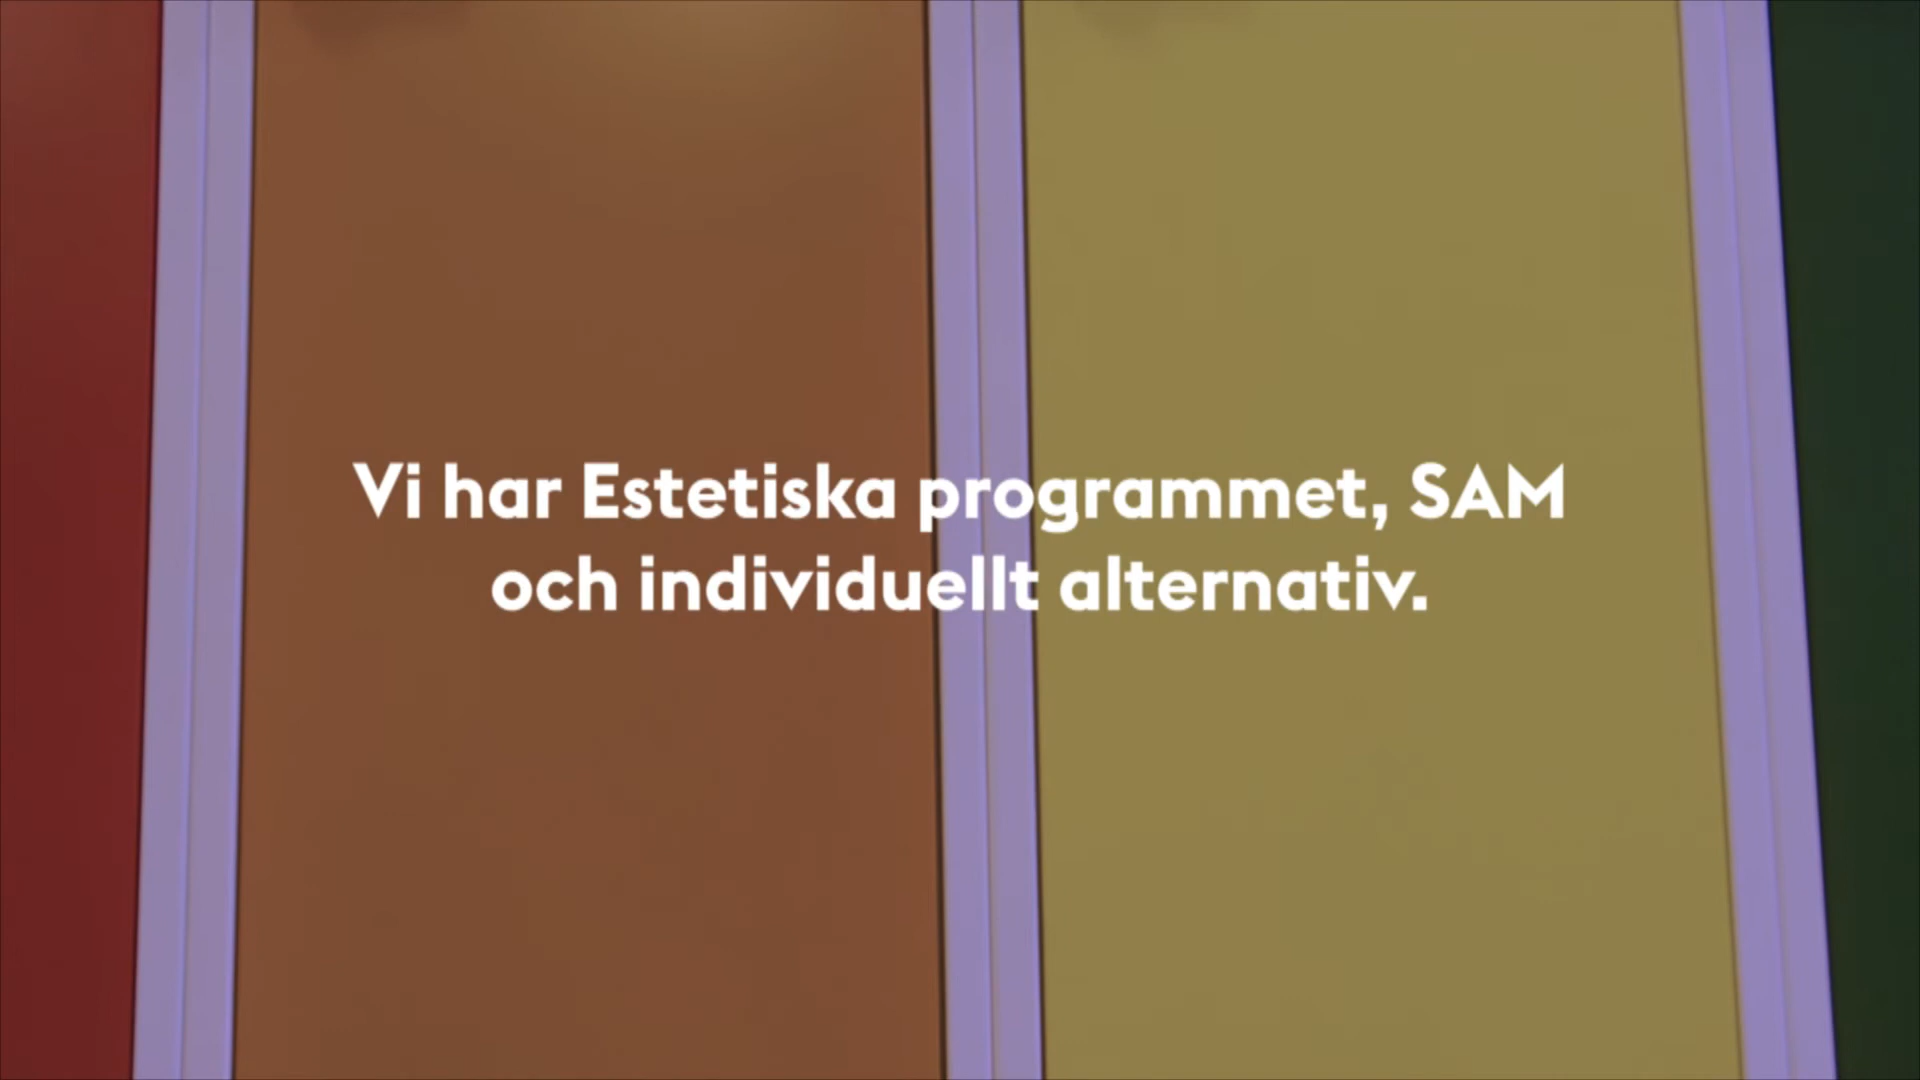 Vi har Estetiska programmet, SAM
och individuellt alternativ.